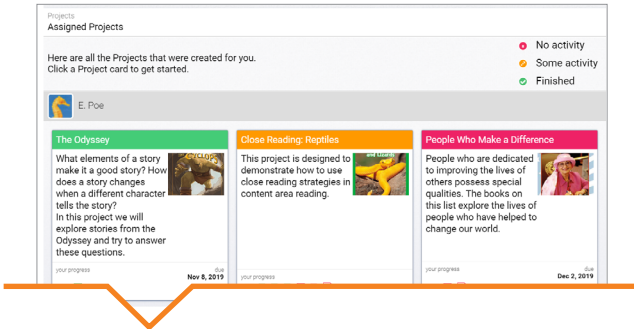 Projects
Assigned Projects
Here are all the Projects that were created for you.
Click a Project card to get started.
No activity
Some activity
Finished
E. Poe
The Odyssey
What elements of a story
make it a good story? How
does a story changes
when a different character
tells the story?
In this project we will
explore stories from the
Odyssey and try to answer
these questions.
CYCLOPS
your progress
due
Nov 8, 2019
Close Reading: Reptiles
This project is designed to
demonstrate how to use
close reading strategies in
content area reading.
and Lizards
your progress
People Who Make a Difference
People who are dedicated
to improving the lives of
others possess special
qualities. The books on
this list explore the lives of
people who have helped to
change our world.
your progress
due
Dec 2, 2019